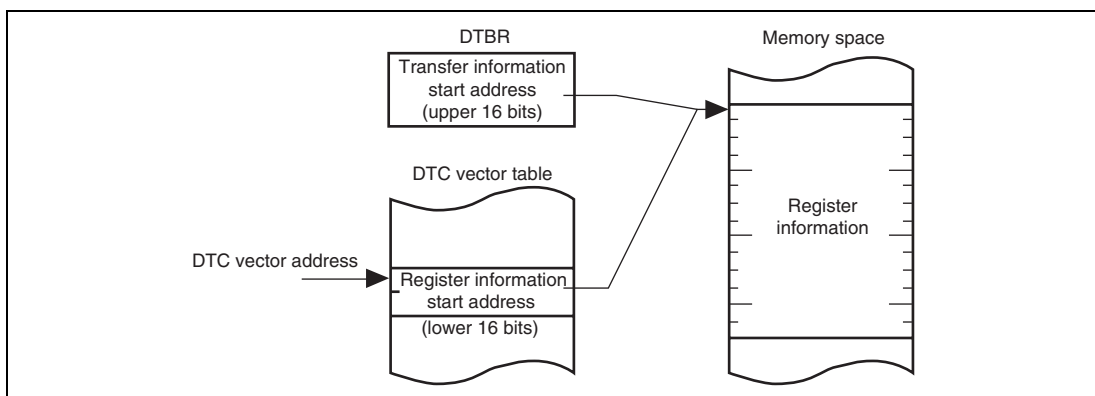 DTBR
Transfer information
start address
(upper 16 bits)
Memory space
DTC vector table
DTC vector address
Register information
start address
(lower 16 bits)
Register
information